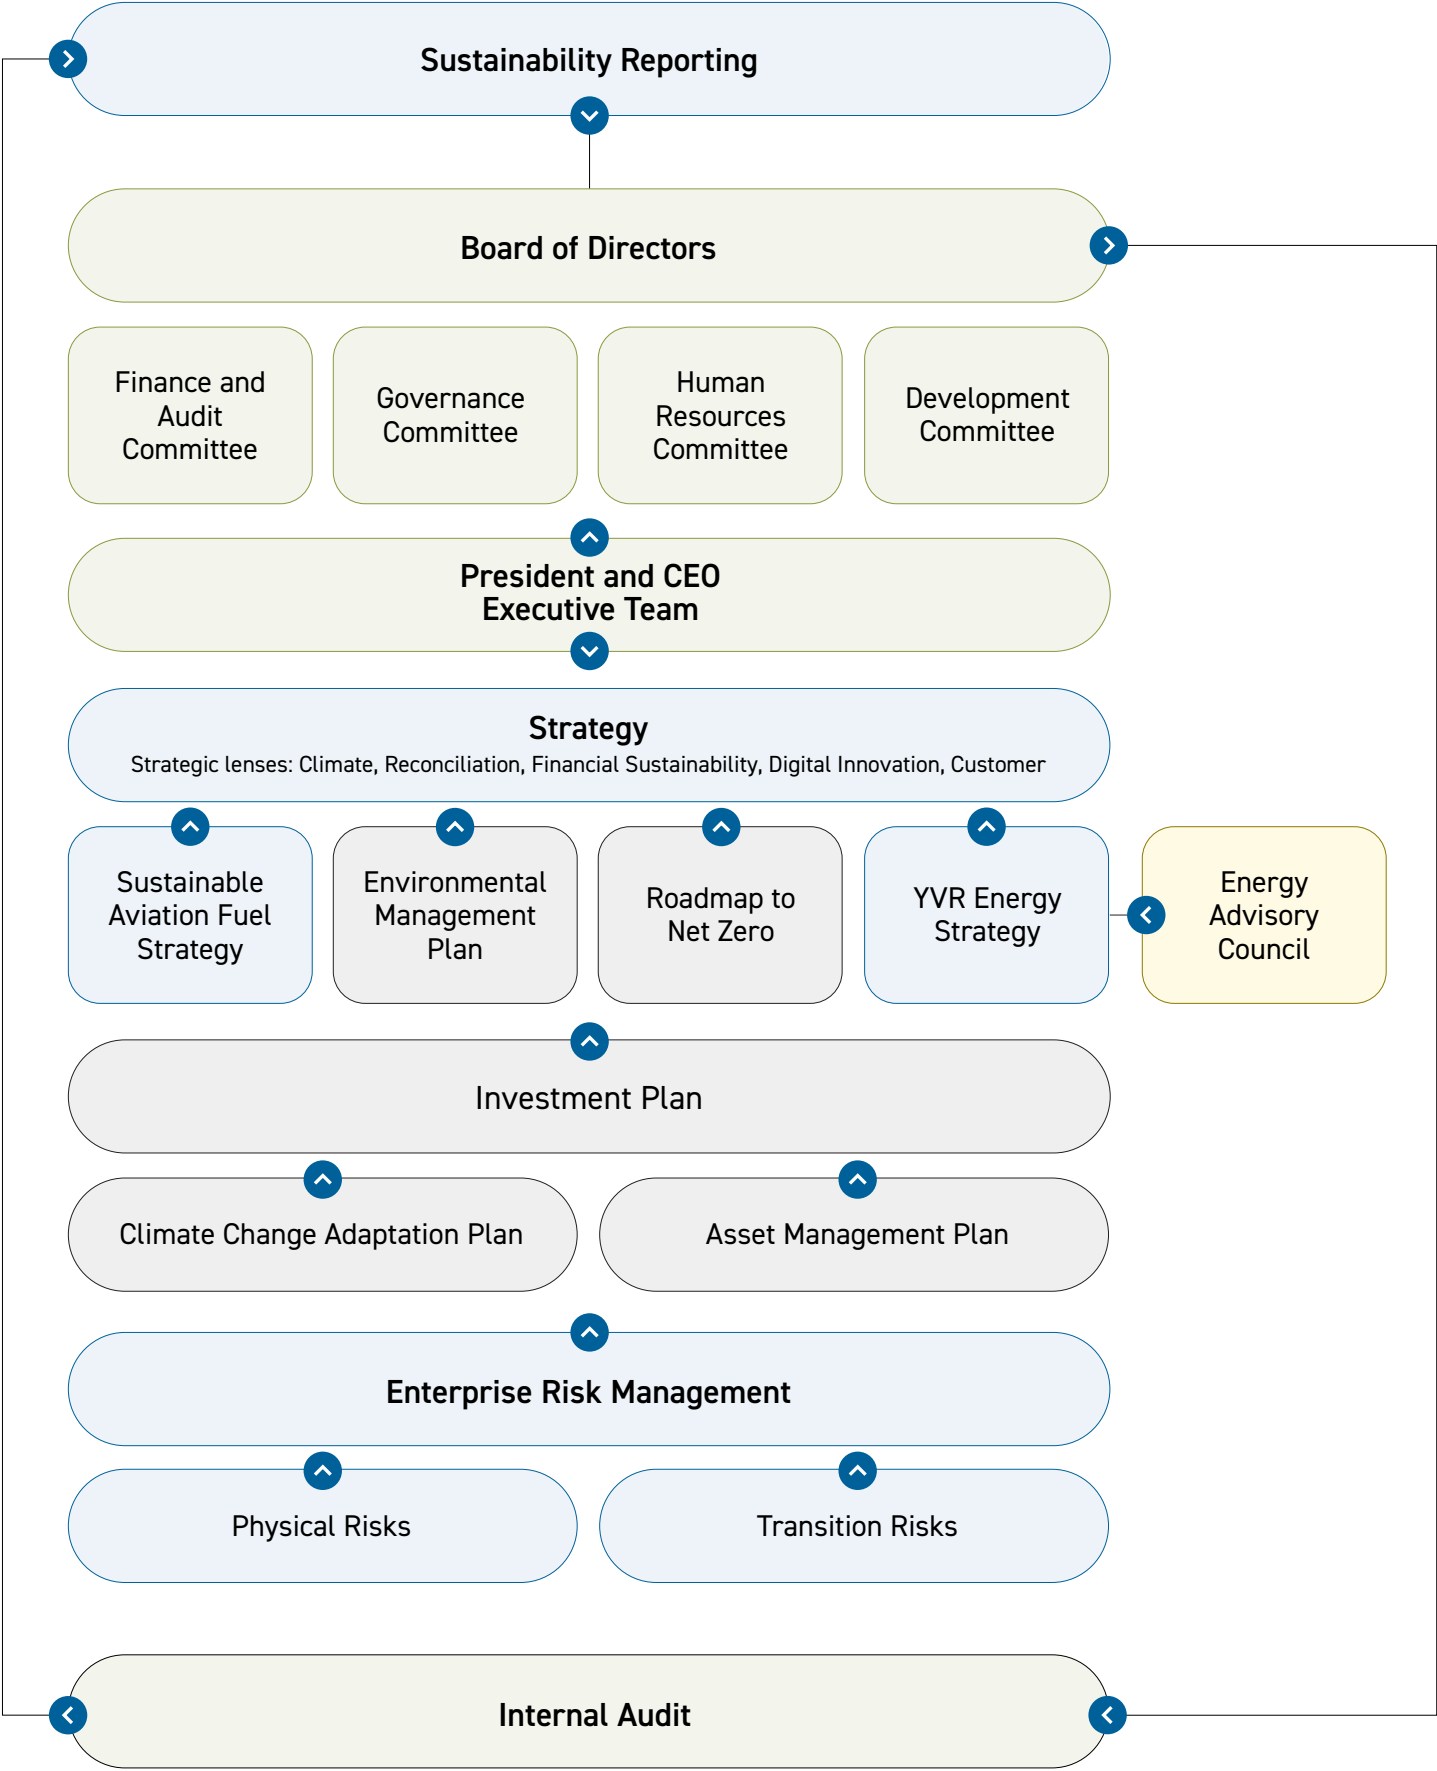 Sustainability Reporting
Board of Directors
Finance and
Audit
Committee
Governance
Committee
Human
Resources
Committee
Development
Committee
President and CEO
Executive Team
Strategy
Strategic lenses: Climate, Reconciliation, Financial Sustainability, Digital Innovation, Customer
Sustainable
Aviation Fuel
Strategy
Environmental
Management
Plan
Roadmap to
Net Zero
YVR Energy
Strategy
Energy
Advisory
Council
Investment Plan
Climate Change Adaptation Plan
Asset Management Plan
Enterprise Risk Management
Physical Risks
Transition Risks
Internal Audit